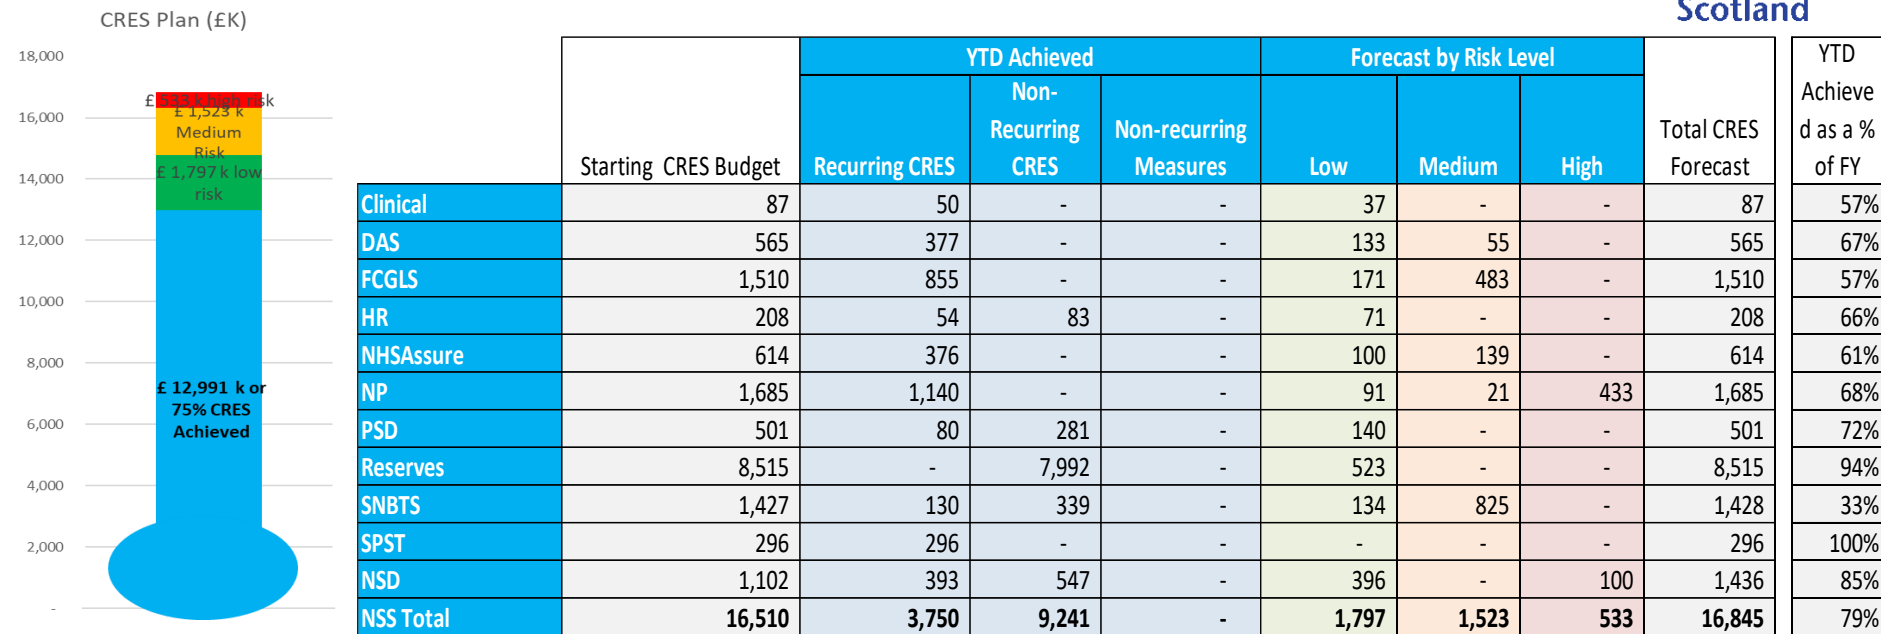 Scotland
CRES Plan (£K)
18,000
16,000
14,000
12,000
10,000
8,000
6,000
4,000
2,000
-
£ 533 k high risk
£ 1,523 k
Medium
Risk
£ 1,797 k low
risk
£ 12,991 k or
75% CRES
Achieved
YTD Achieved Forecast by Risk Level
Starting CRES Budget Recurring CRES Non-Recurring CRES Non-recurring Measures Low Medium High Total CRES Forecast YTD Achieved as a % of FY
Clinical 87 50 - - 37 - - 87 57%
DAS 565 377 - - 133 55 - 565 67%
FCGLS 1,510 855 - - 171 483 - 1,510 57%
HR 208 54 83 - 71 - - 208 66%
NHSAssure 614 376 - - 100 139 - 614 61%
NP 1,685 1,140 - - 91 21 433 1,685 68%
PSD 501 80 281 - 140 - - 501 72%
Reserves 8,515 - 7,992 - 523 - - 8,515 94%
SNBTS 1,427 130 339 - 134 825 - 1,428 33%
SPST 296 296 - - - - - 296 100%
NSD 1,102 393 547 - 396 - 100 1,436 85%
NSS Total 16,510 3,750 9,241 - 1,797 1,523 533 16,845 79%